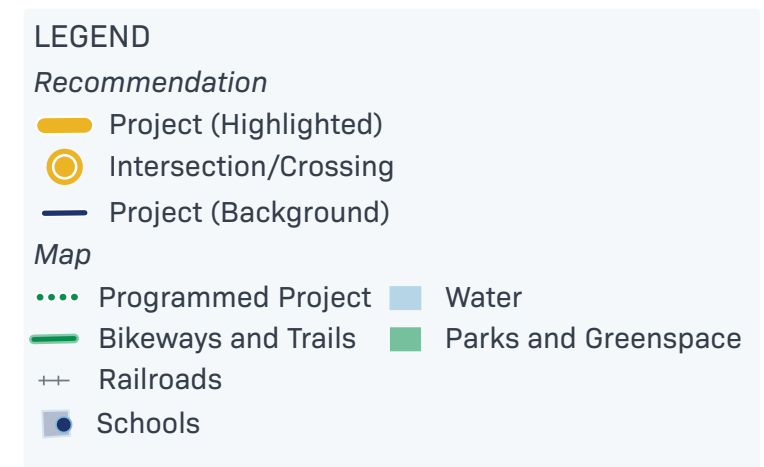 LEGEND
Recommendation
Project (Highlighted)
Intersection/Crossing
Project (Background)
Map
Programmed Project
Water
Bikeways and Trails
Parks and Greenspace
Railroads
Schools